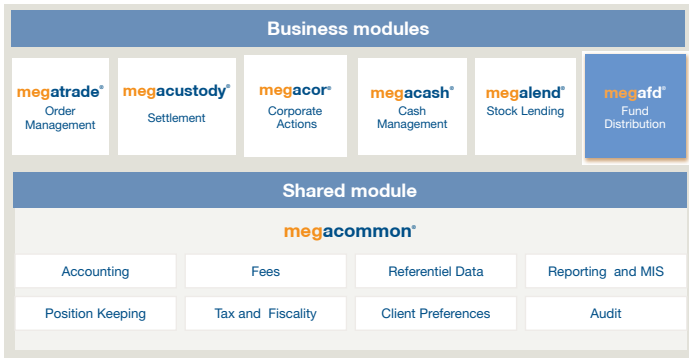 Business modules
megatrade®
Order
Management
megacustody®
Settlement
megacor®
Corporate
Actions
megacash®
Cash
Management
megalend®
Stock Lending
megafd®
Fund
Distribution
Shared module
megacommon®
Accounting
Fees
Referentiel Data
Reporting and MIS
Position Keeping
Tax and Fiscality
Client Preferences
Audit